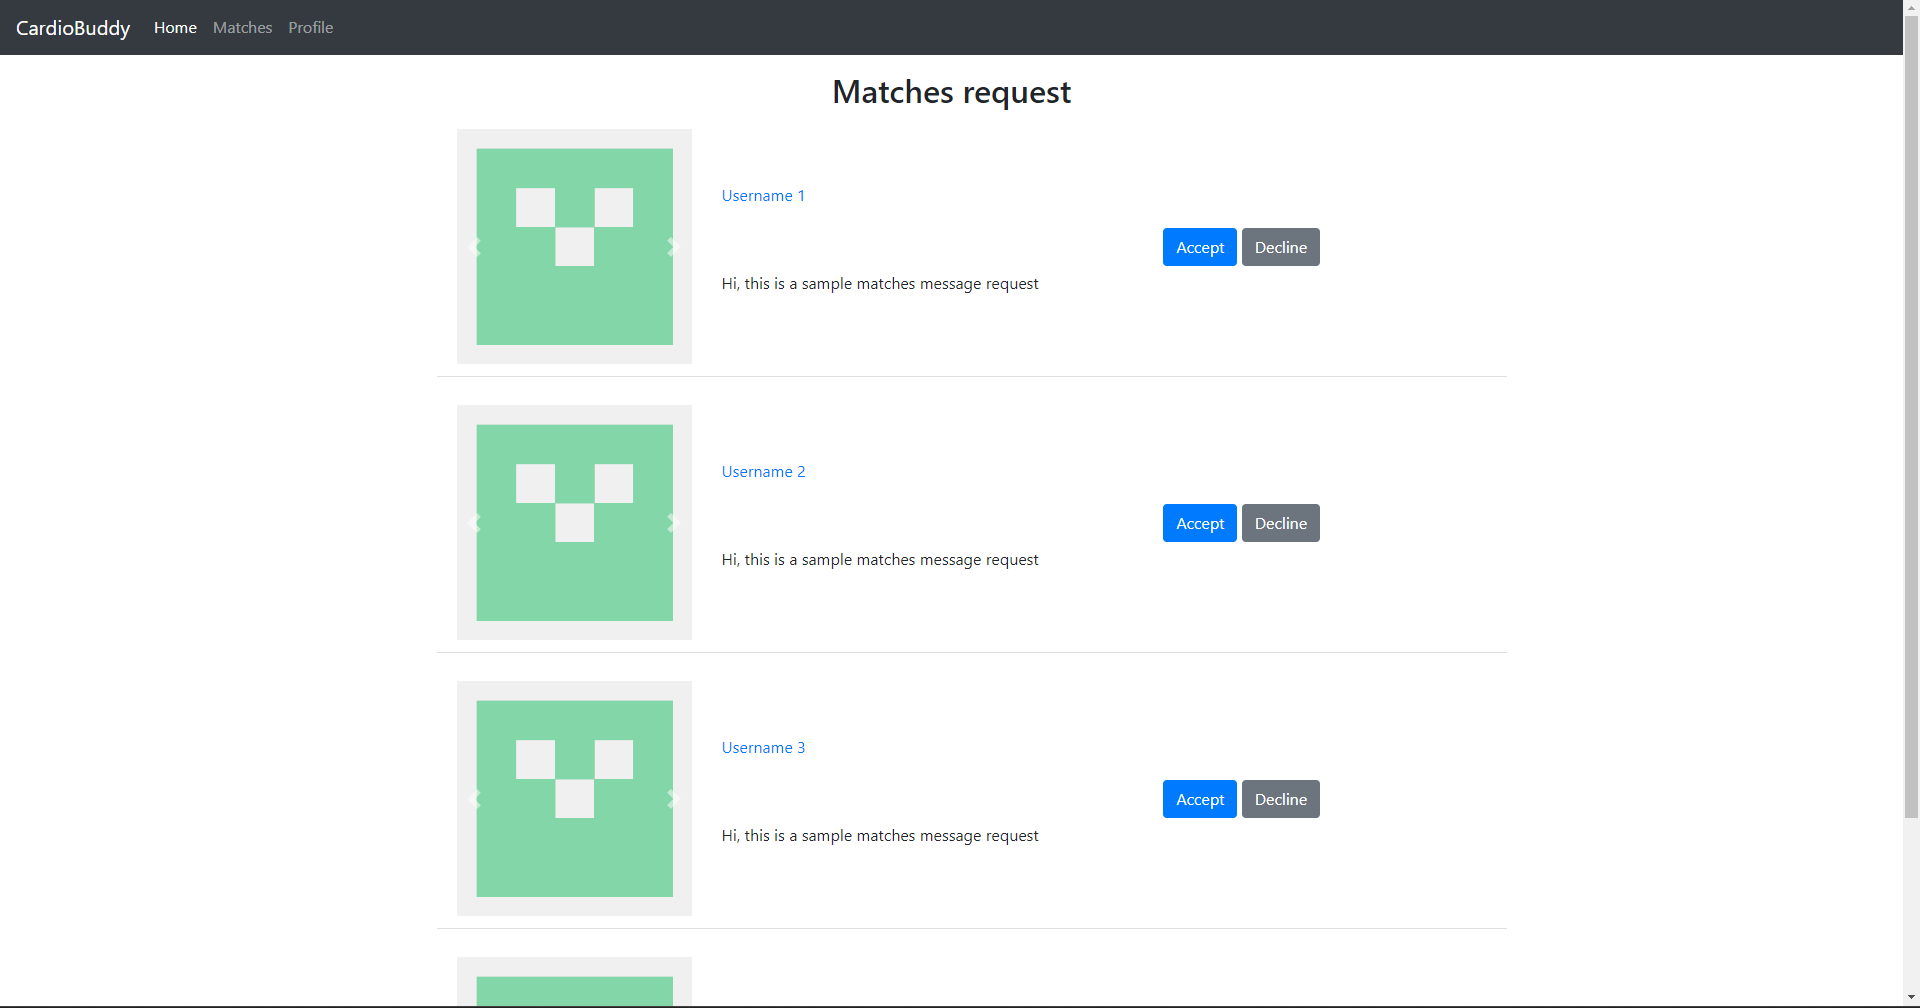 CardioBuddy Home Matches Profile
Matches request
Username 1
Accept Decline
Hi, this is a sample matches message request
Username 2
Accept Decline
Hi, this is a sample matches message request
Username 3
Accept Decline
Hi, this is a sample matches message request